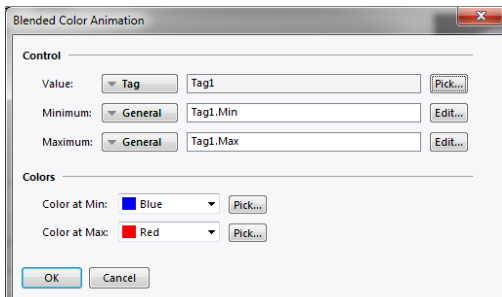 Blended Color Animation
Control
Value: Tag Tag1 Pick...
Minimum: General Tag1.Min Edit...
Maximum: General Tag1.Max Edit...
Colors
Color at Min: Blue Pick...
Color at Max: Red Pick...
OK Cancel